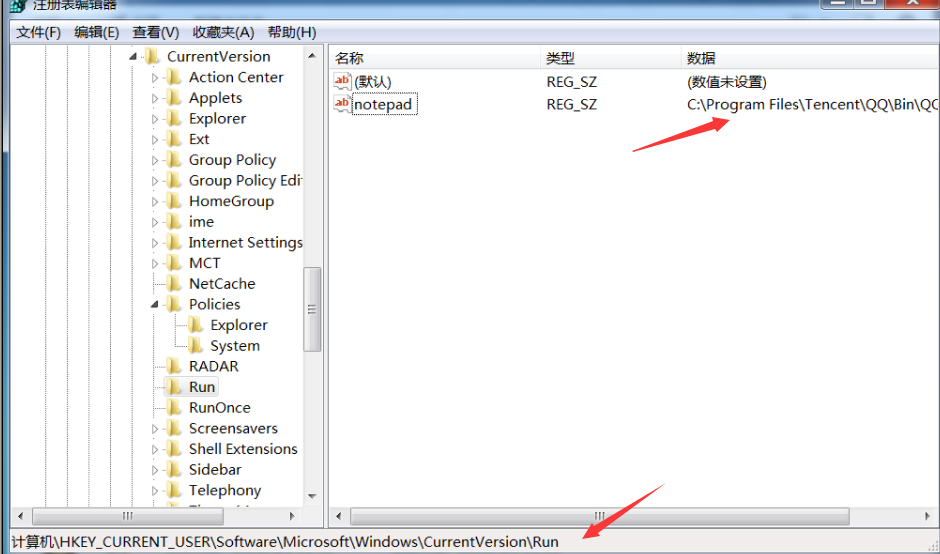 注册表编辑器
文件(F) 编辑(E) 查看(V) 收藏夹(A) 帮助(H)
CurrentVersion
Action Center
Applets
Explorer
Ext
Group Policy
Group Policy Edi
HomeGroup
ime
Internet Settings
MCT
NetCache
Policies
Explorer
System
RADAR
Run
RunOnce
Screensavers
Shell Extensions
Sidebar
Telephony
名称 类型 数据
ab (默认) REG_SZ (数值未设置)
ab notepad REG_SZ C:\Program Files\Tencent\QQ\Bin\QQ
计算机\HKEY_CURRENT_USER\Software\Microsoft\Windows\CurrentVersion\Run